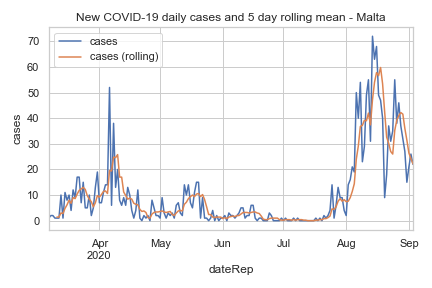 New COVID-19 daily cases and 5 day rolling mean - Malta
cases
cases (rolling)
70
60
50
40
30
20
10
0
cases
Apr
2020
May
Jun
Jul
Aug
Sep
dateRep